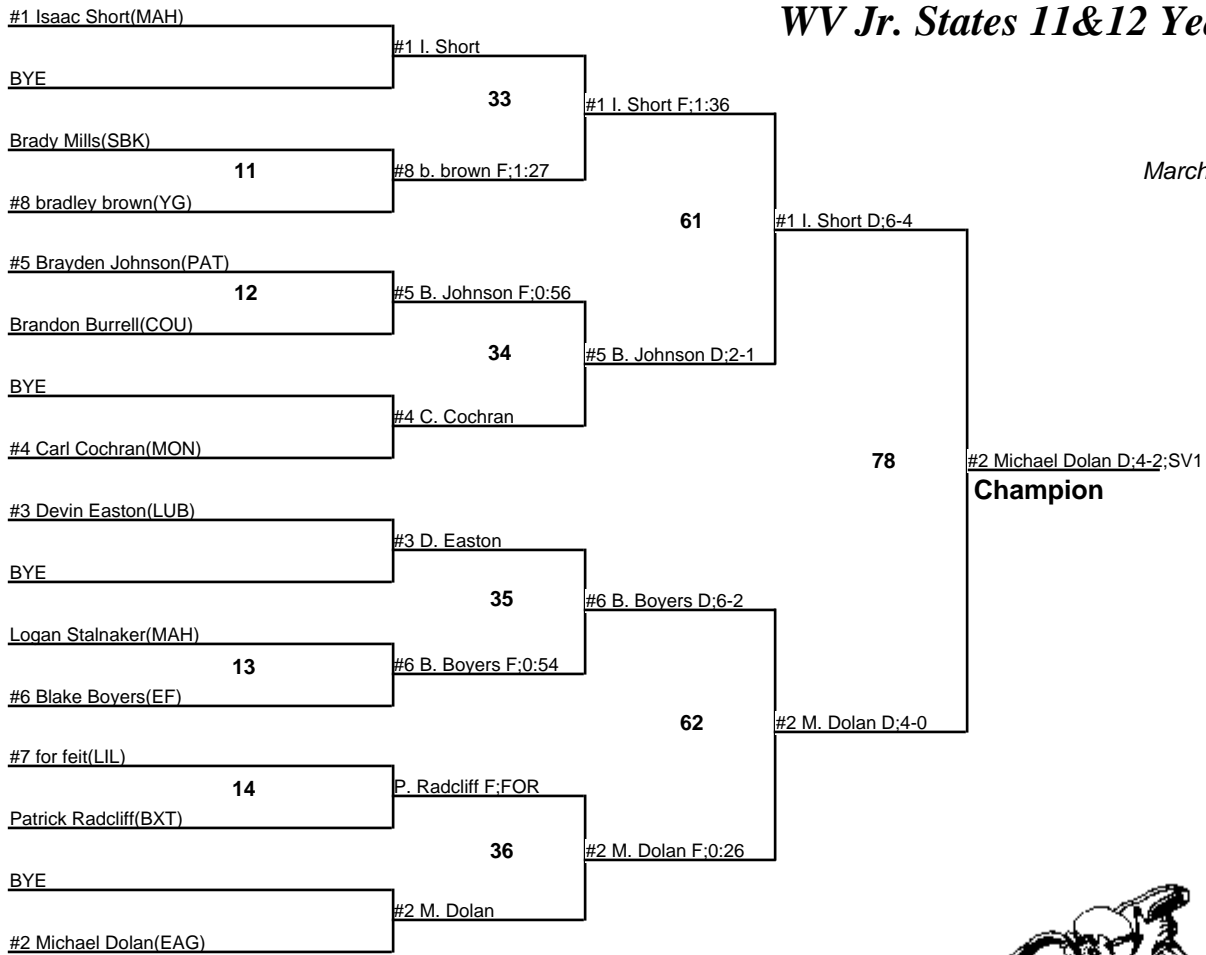 WV Jr. States 11&12 Yea
March
#1 Isaac Short(MAH)
BYE
Brady Mills(SBK)
#8 bradley brown(YG)
#5 Brayden Johnson(PAT)
Brandon Burrell(COU)
BYE
#4 Carl Cochran(MON)
#3 Devin Easton(LUB)
BYE
Logan Stalnaker(MAH)
#6 Blake Boyers(EF)
#7 for feit(LIL)
Patrick Radcliff(BXT)
BYE
#2 Michael Dolan(EAG)
11
12
13
14
#1 I. Short
#8 b. brown F;1:27
#5 B. Johnson F;0:56
#4 C. Cochran
#3 D. Easton
#6 B. Boyers F;0:54
P. Radcliff F;FOR
#2 M. Dolan
33
34
35
36
#1 I. Short F;1:36
#5 B. Johnson D;2-1
#6 B. Boyers D;6-2
#2 M. Dolan F;0:26
61
62
#1 I. Short D;6-4
#2 M. Dolan D;4-0
78
#2 Michael Dolan D;4-2;SV1
Champion